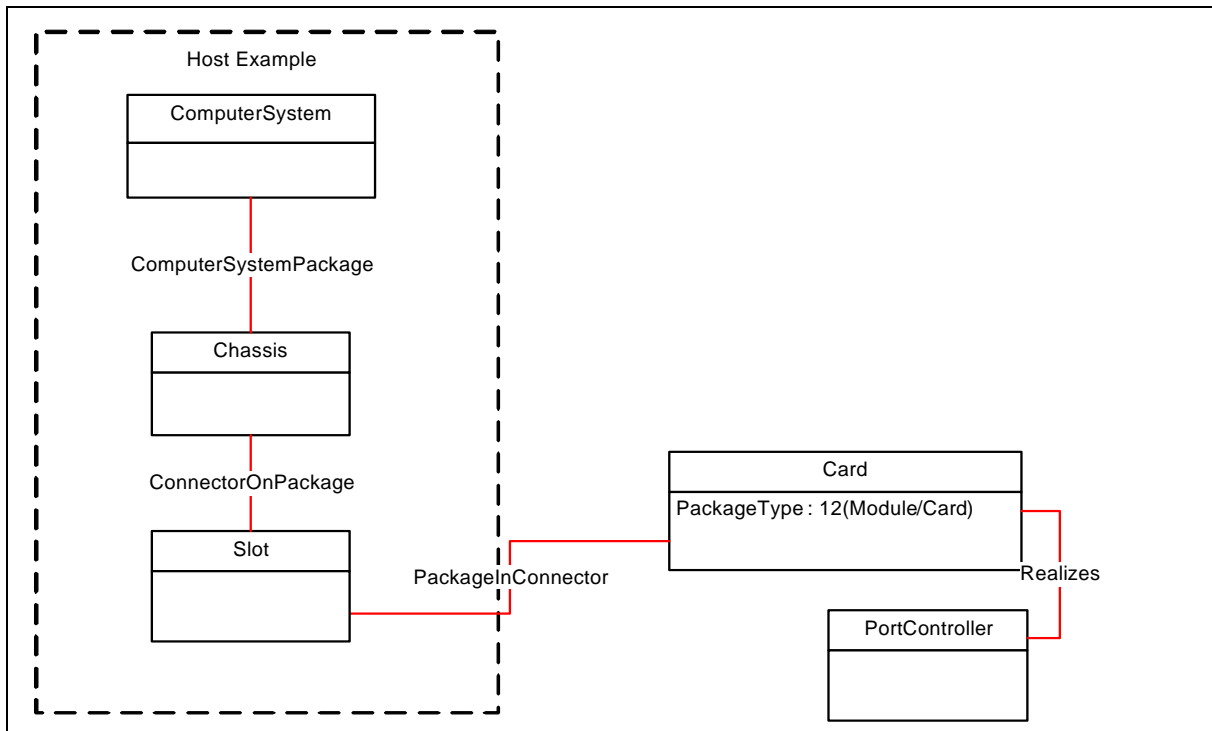 Host Example
ComputerSystem
ComputerSystemPackage
Chassis
ConnectorOnPackage
Slot
PackageInConnector
Card
PackageType : 12(Module/Card)
Realizes
PortController